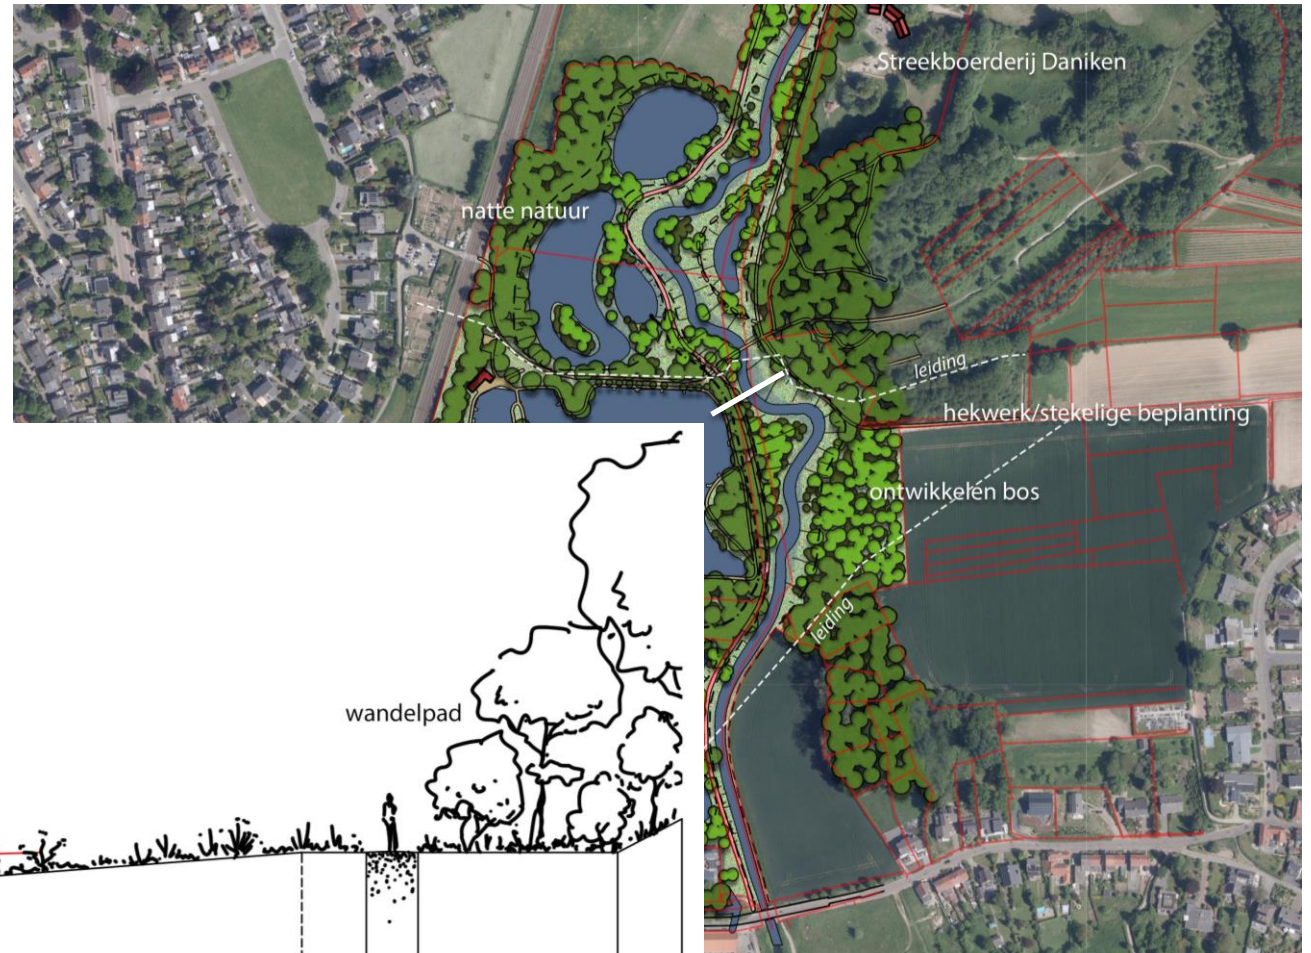 Streekboerderij Daniken
natte natuur
leiding
hekwerk/stekelige beplanting
ontwikkelen bos
leiding
wandelpad